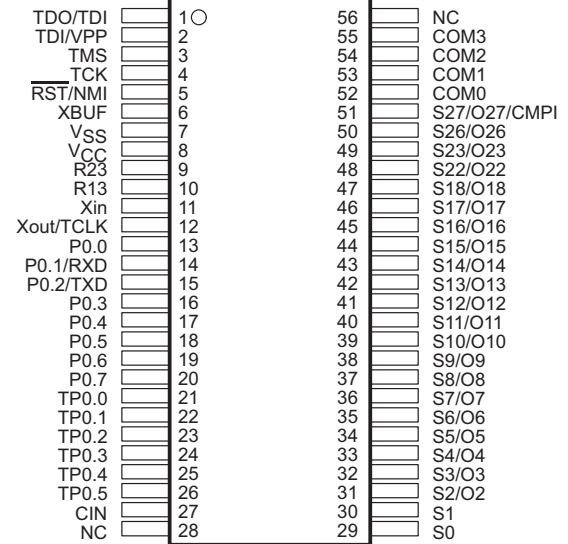 TDO/TDI 1 56 NC
TDI/VPP 2 55 COM3
TMS 3 54 COM2
TCK 4 53 COM1
RST/NMI 5 52 COM0
XBUF 6 51 S27/O27/CMPI
VSS 7 50 S26/O26
VCC 8 49 S23/O23
R23 9 48 S22/O22
R13 10 47 S18/O18
Xin 11 46 S17/O17
Xout/TCLK 12 45 S16/O16
P0.0 13 44 S15/O15
P0.1/RXD 14 43 S14/O14
P0.2/TXD 15 42 S13/O13
P0.3 16 41 S12/O12
P0.4 17 40 S11/O11
P0.5 18 39 S10/O10
P0.6 19 38 S9/O9
P0.7 20 37 S8/O8
TP0.0 21 36 S7/O7
TP0.1 22 35 S6/O6
TP0.2 23 34 S5/O5
TP0.3 24 33 S4/O4
TP0.4 25 32 S3/O3
TP0.5 26 31 S2/O2
CIN 27 30 S1
NC 28 29 S0